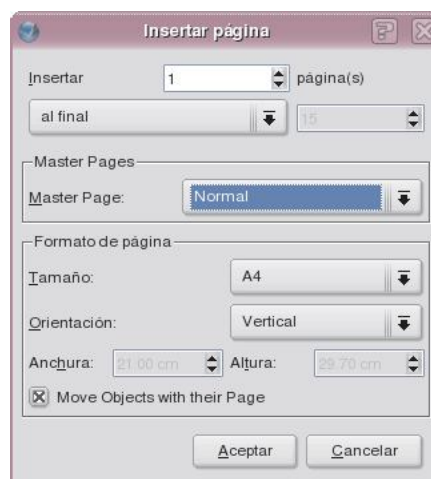 Insertar página
Insertar 1 página(s)
al final 15
Master Pages
Master Page: Normal
Formato de página
Tamaño: A4
Orientación: Vertical
Anchura: 21.00 cm Altura: 29.70 cm
Move Objects with their Page
Aceptar Cancelar